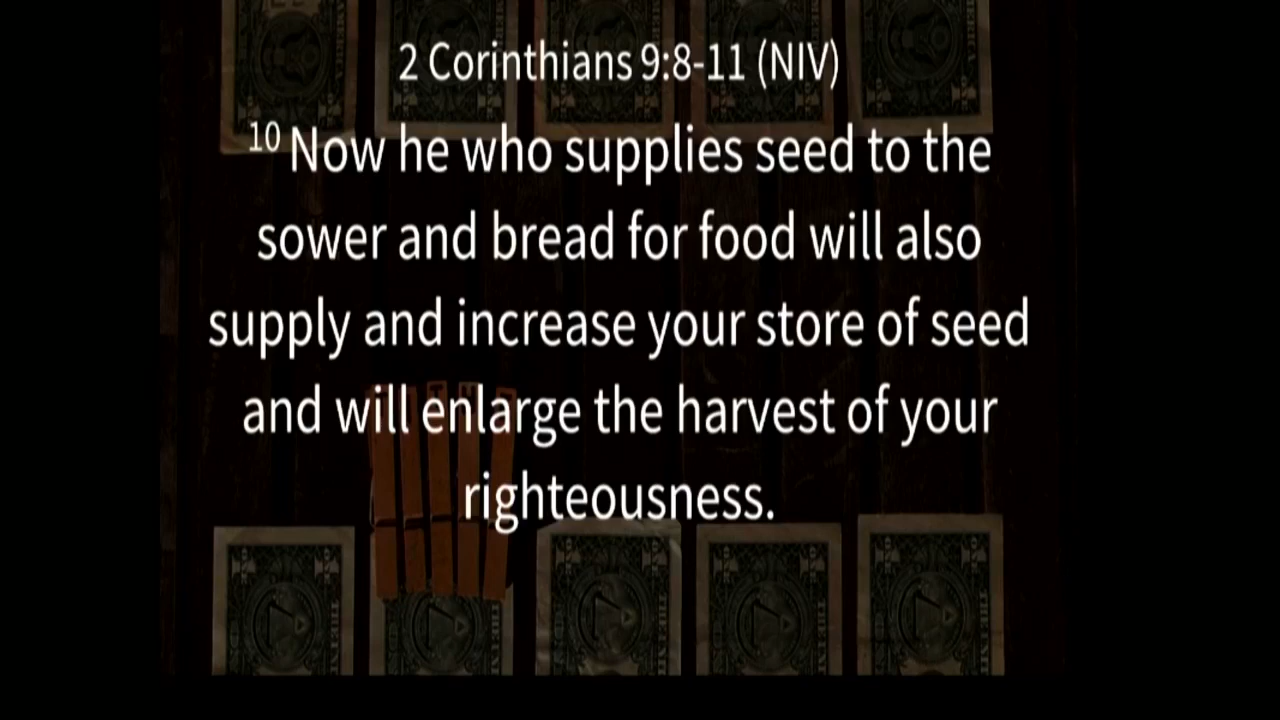 2 Corinthians 9:8-11 (NIV)
10 Now he who supplies seed to the
sower and bread for food will also
supply and increase your store of seed
and will enlarge the harvest of your
righteousness.